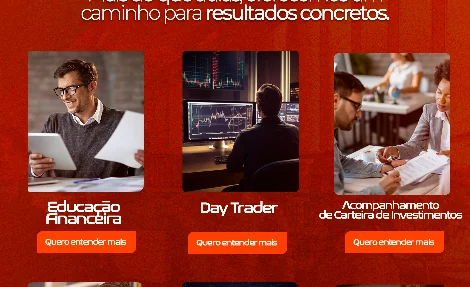 caminho para resultados concretos.
Educação
Financeira
Day Trader
Acompanhamento
de Carteira de Investimentos
Quero entender mais
Quero entender mais
Quero entender mais